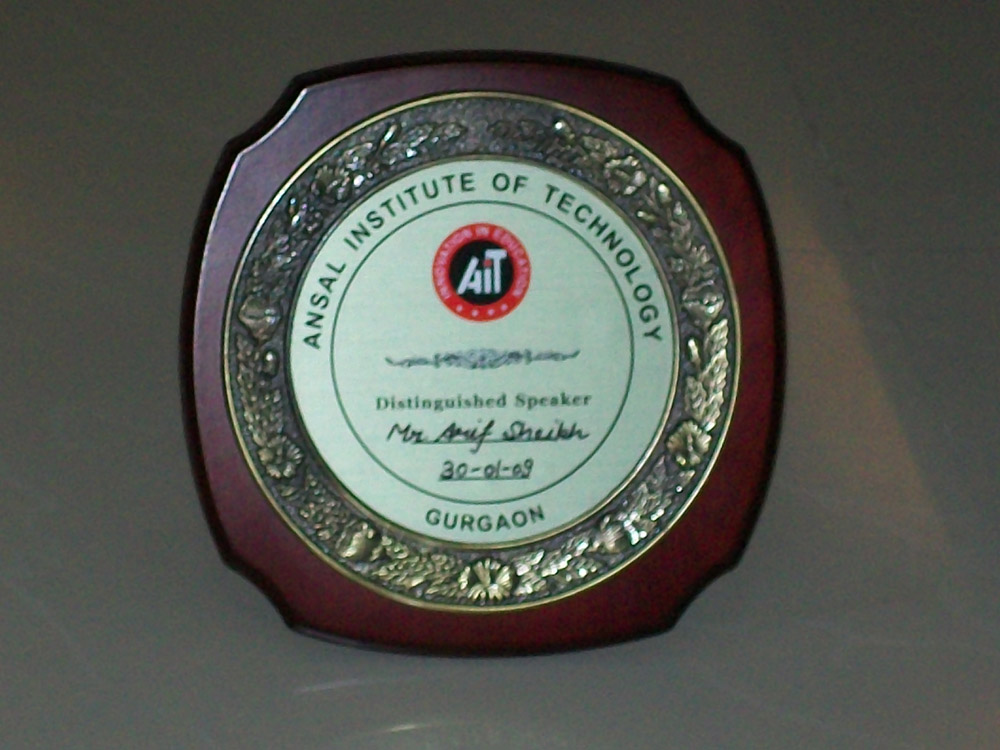 ANSAL INSTITUTE OF TECHNOLOGY
INNOVATION IN EDUCATION
AiT
Distinguished Speaker
Mr Arif Sheikh
30-01-09
GURGAON